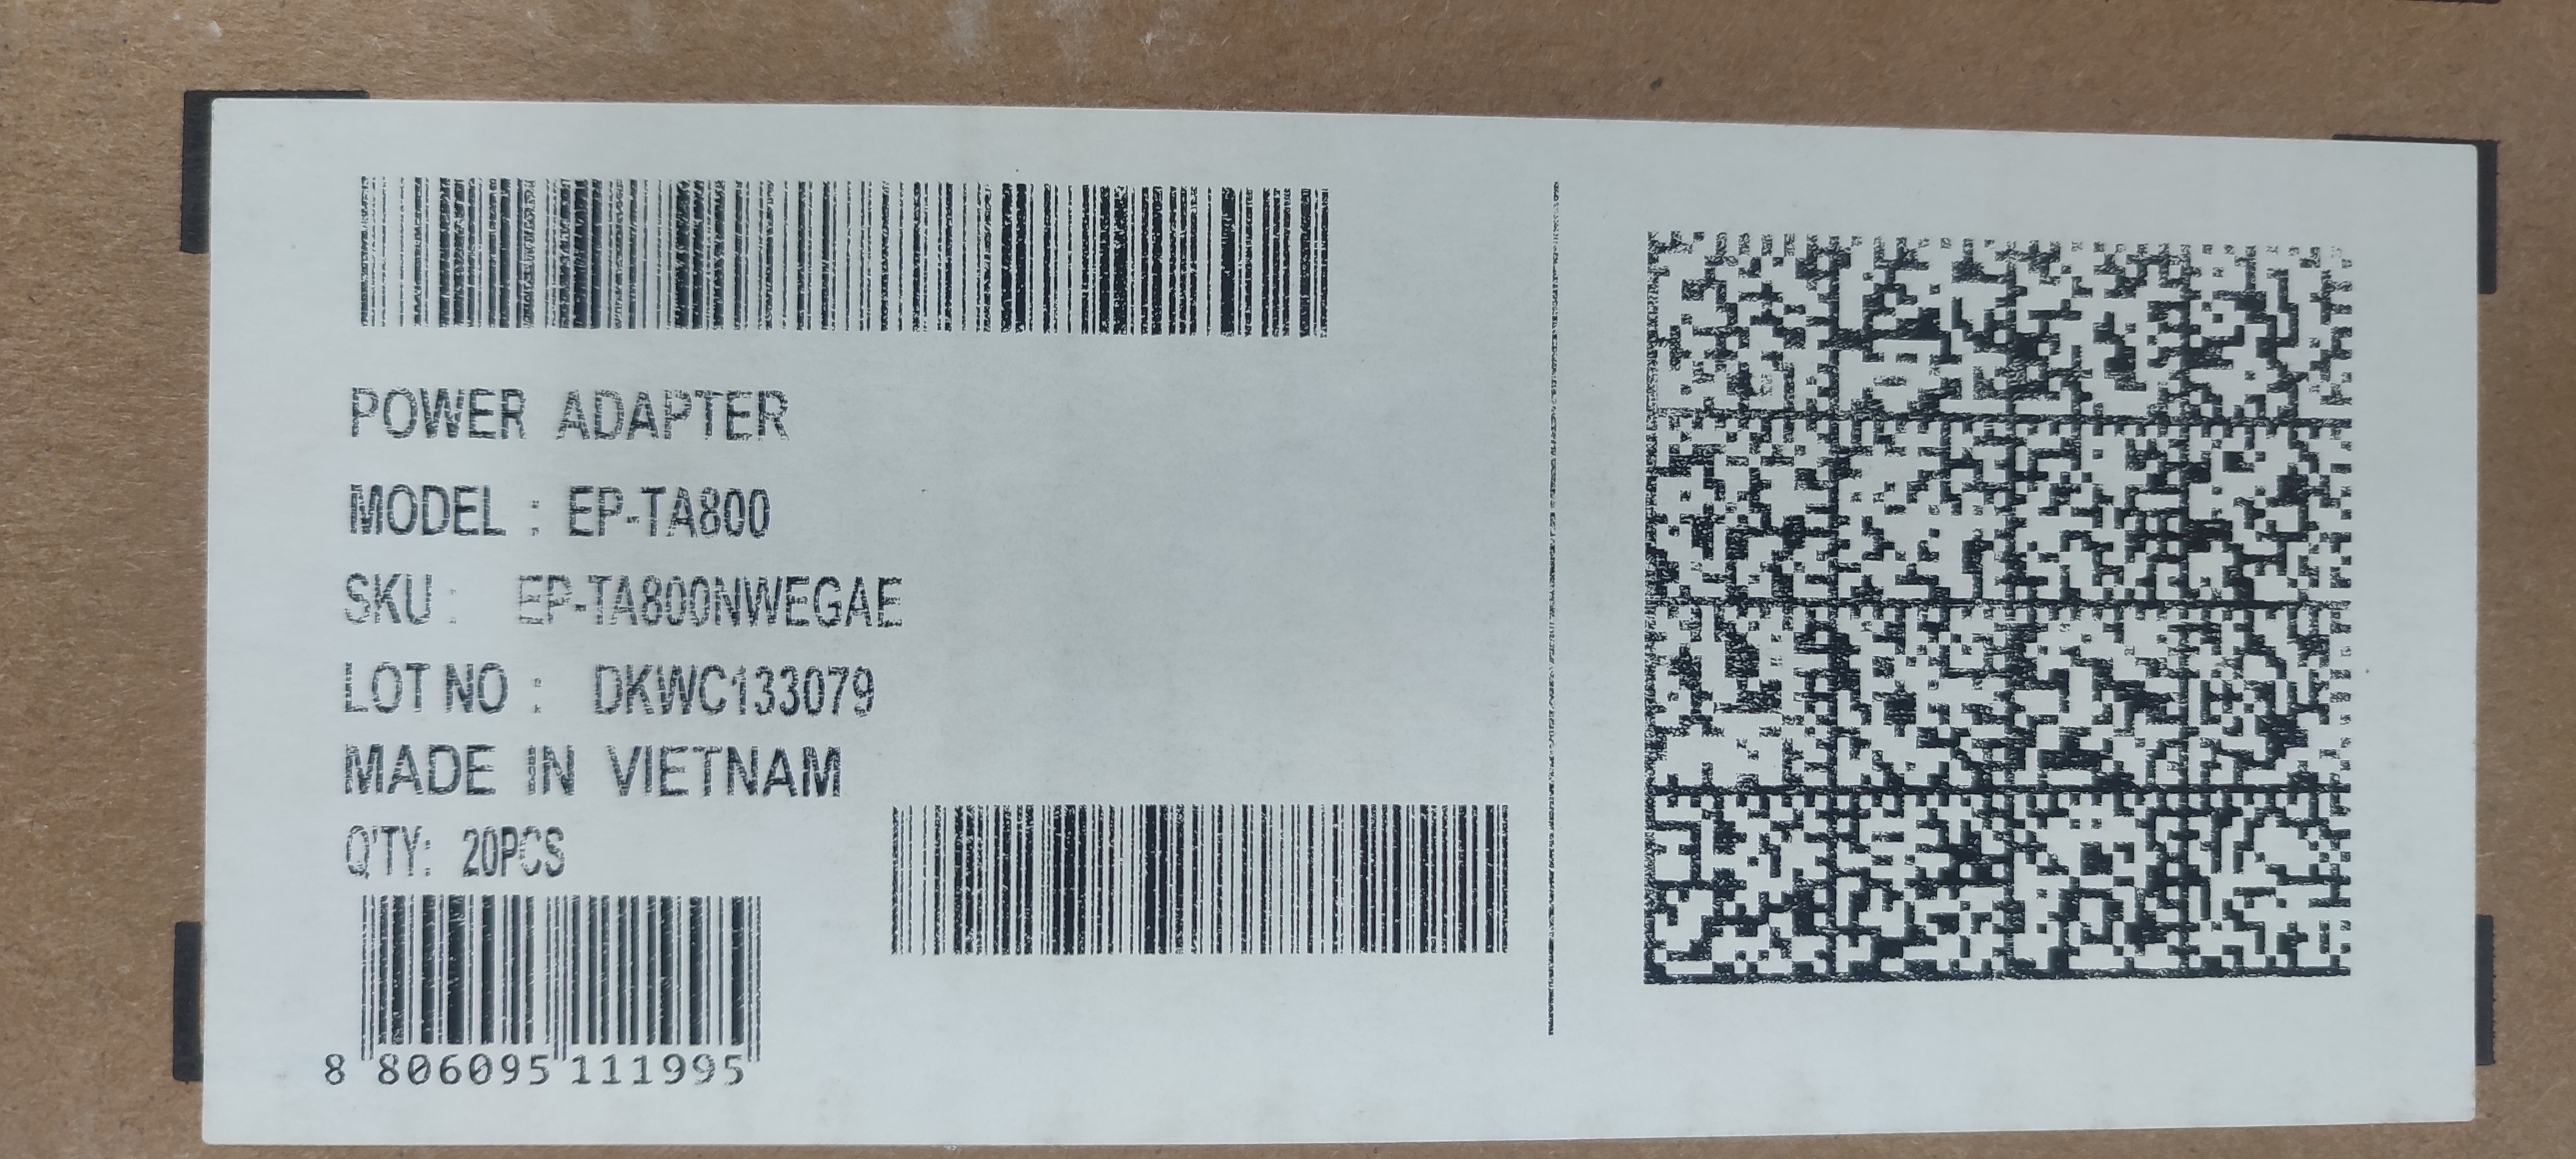 POWER ADAPTER
MODEL : EP-TA800
SKU : EP-TA800NWEGAE
LOT NO : DKWC133079
MADE IN VIETNAM
Q'TY: 20PCS
8 806095 111995